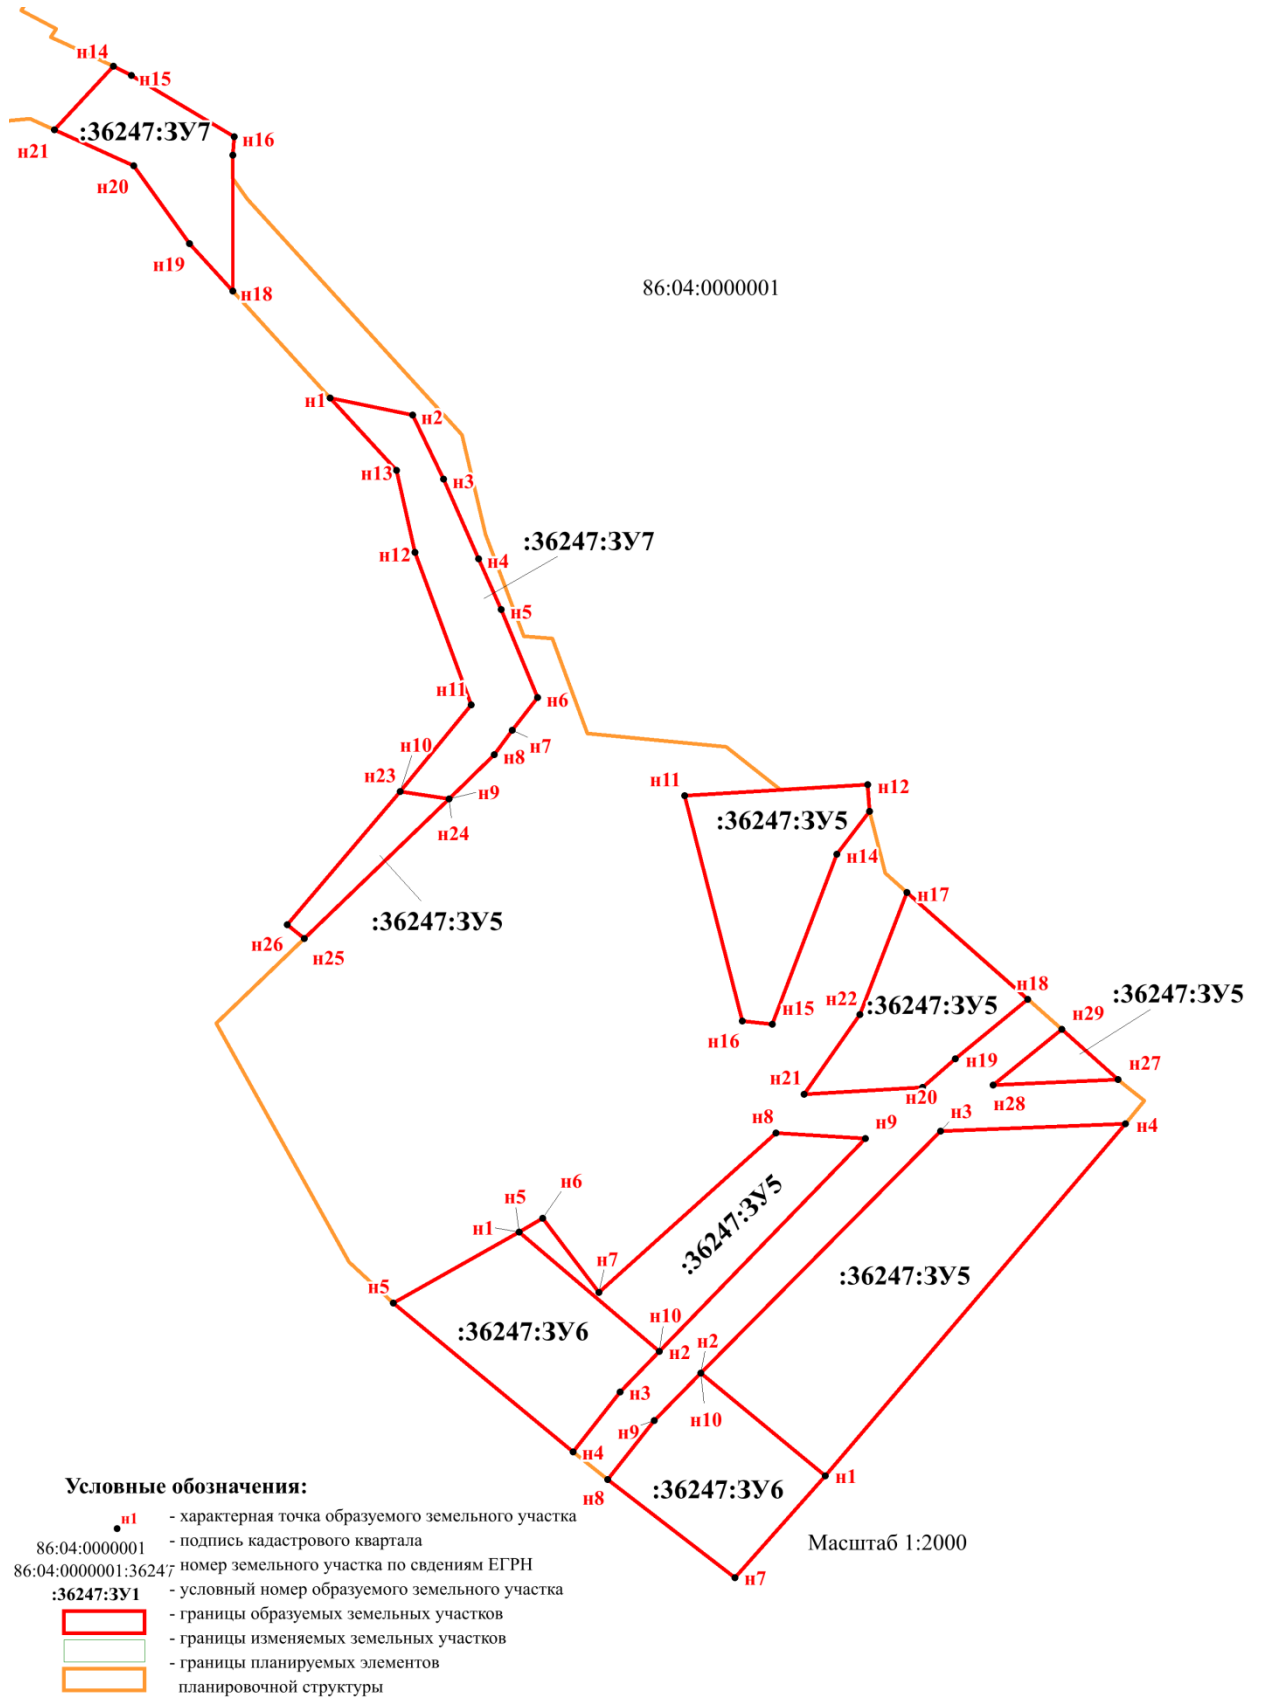 н14
н15
:36247:ЗУ7
н16
н21
н20
н19
н18
86:04:0000001
н1
н2
н13
н3
:36247:ЗУ7
н12
н4
н5
н11
н6
н10
н7
н8
н23
н9
н24
н11
н12
:36247:ЗУ5
н14
н17
:36247:ЗУ5
н26
н25
н18
:36247:ЗУ5
н22
:36247:ЗУ5
н15
н16
н29
н19
н27
н21
н20
н28
н8
н3
н4
н9
н6
н5
н1
:36247:ЗУ5
н7
:36247:ЗУ5
н5
:36247:ЗУ6
н10
н2
н2
н3
н10
н9
н4
н1
н8
:36247:ЗУ6
Масштаб 1:2000
н7
Условные обозначения:
н1 - характерная точка образуемого земельного участка
86:04:0000001 - подпись кадастрового квартала
86:04:0000001:36247 - номер земельного участка по свдениям ЕГРН
:36247:ЗУ1 - условный номер образуемого земельного участка
- границы образуемых земельных участков
- границы изменяемых земельных участков
- границы планируемых элементов
планировочной структуры